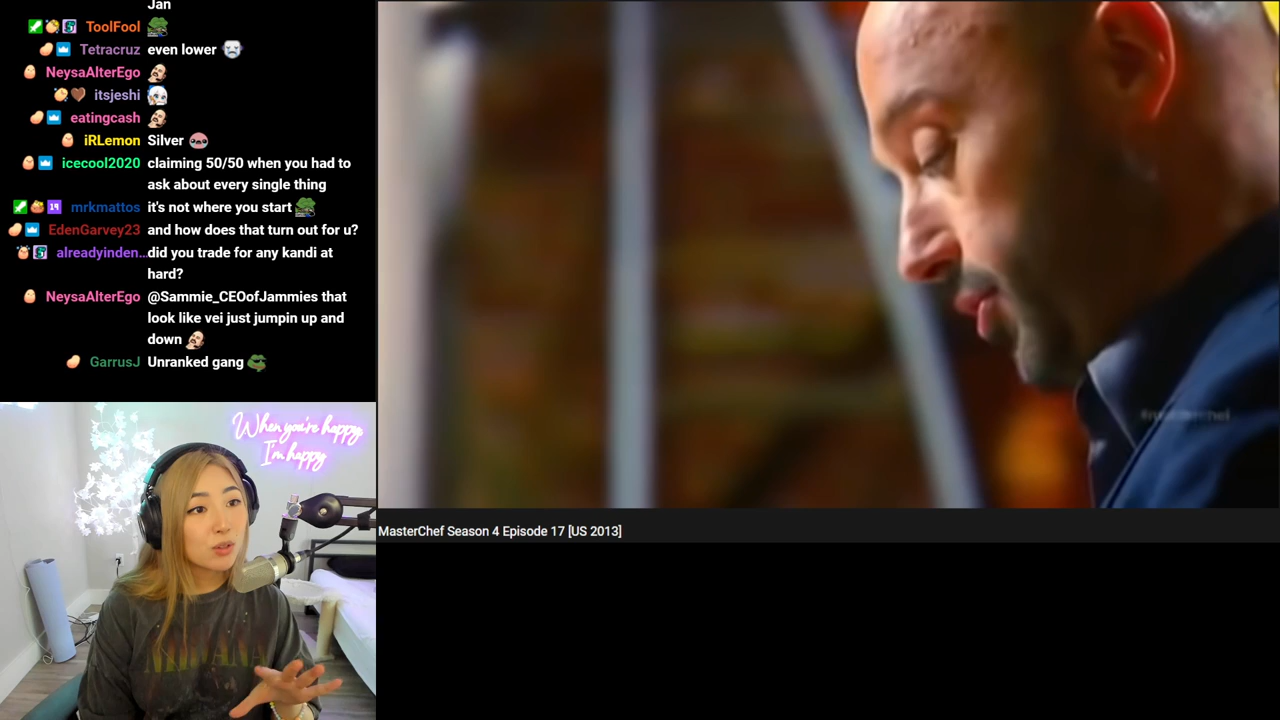 Jan
ToolFool
Tetracruz even lower
NeysaAlterEgo
itsjeshi
eatingcash
iRLemon Silver
icecool2020 claiming 50/50 when you had to
ask about every single thing
19 mrkmattos it's not where you start
EdenGarvey23 and how does that turn out for u?
alreadyinden... did you trade for any kandi at
hard?
NeysaAlterEgo @Sammie_CEOofJammies that
look like vei just jumpin up and
down
GarrusJ Unranked gang
When you're happy
I'm happy
NIRVANA
MasterChef Season 4 Episode 17 [US 2013]